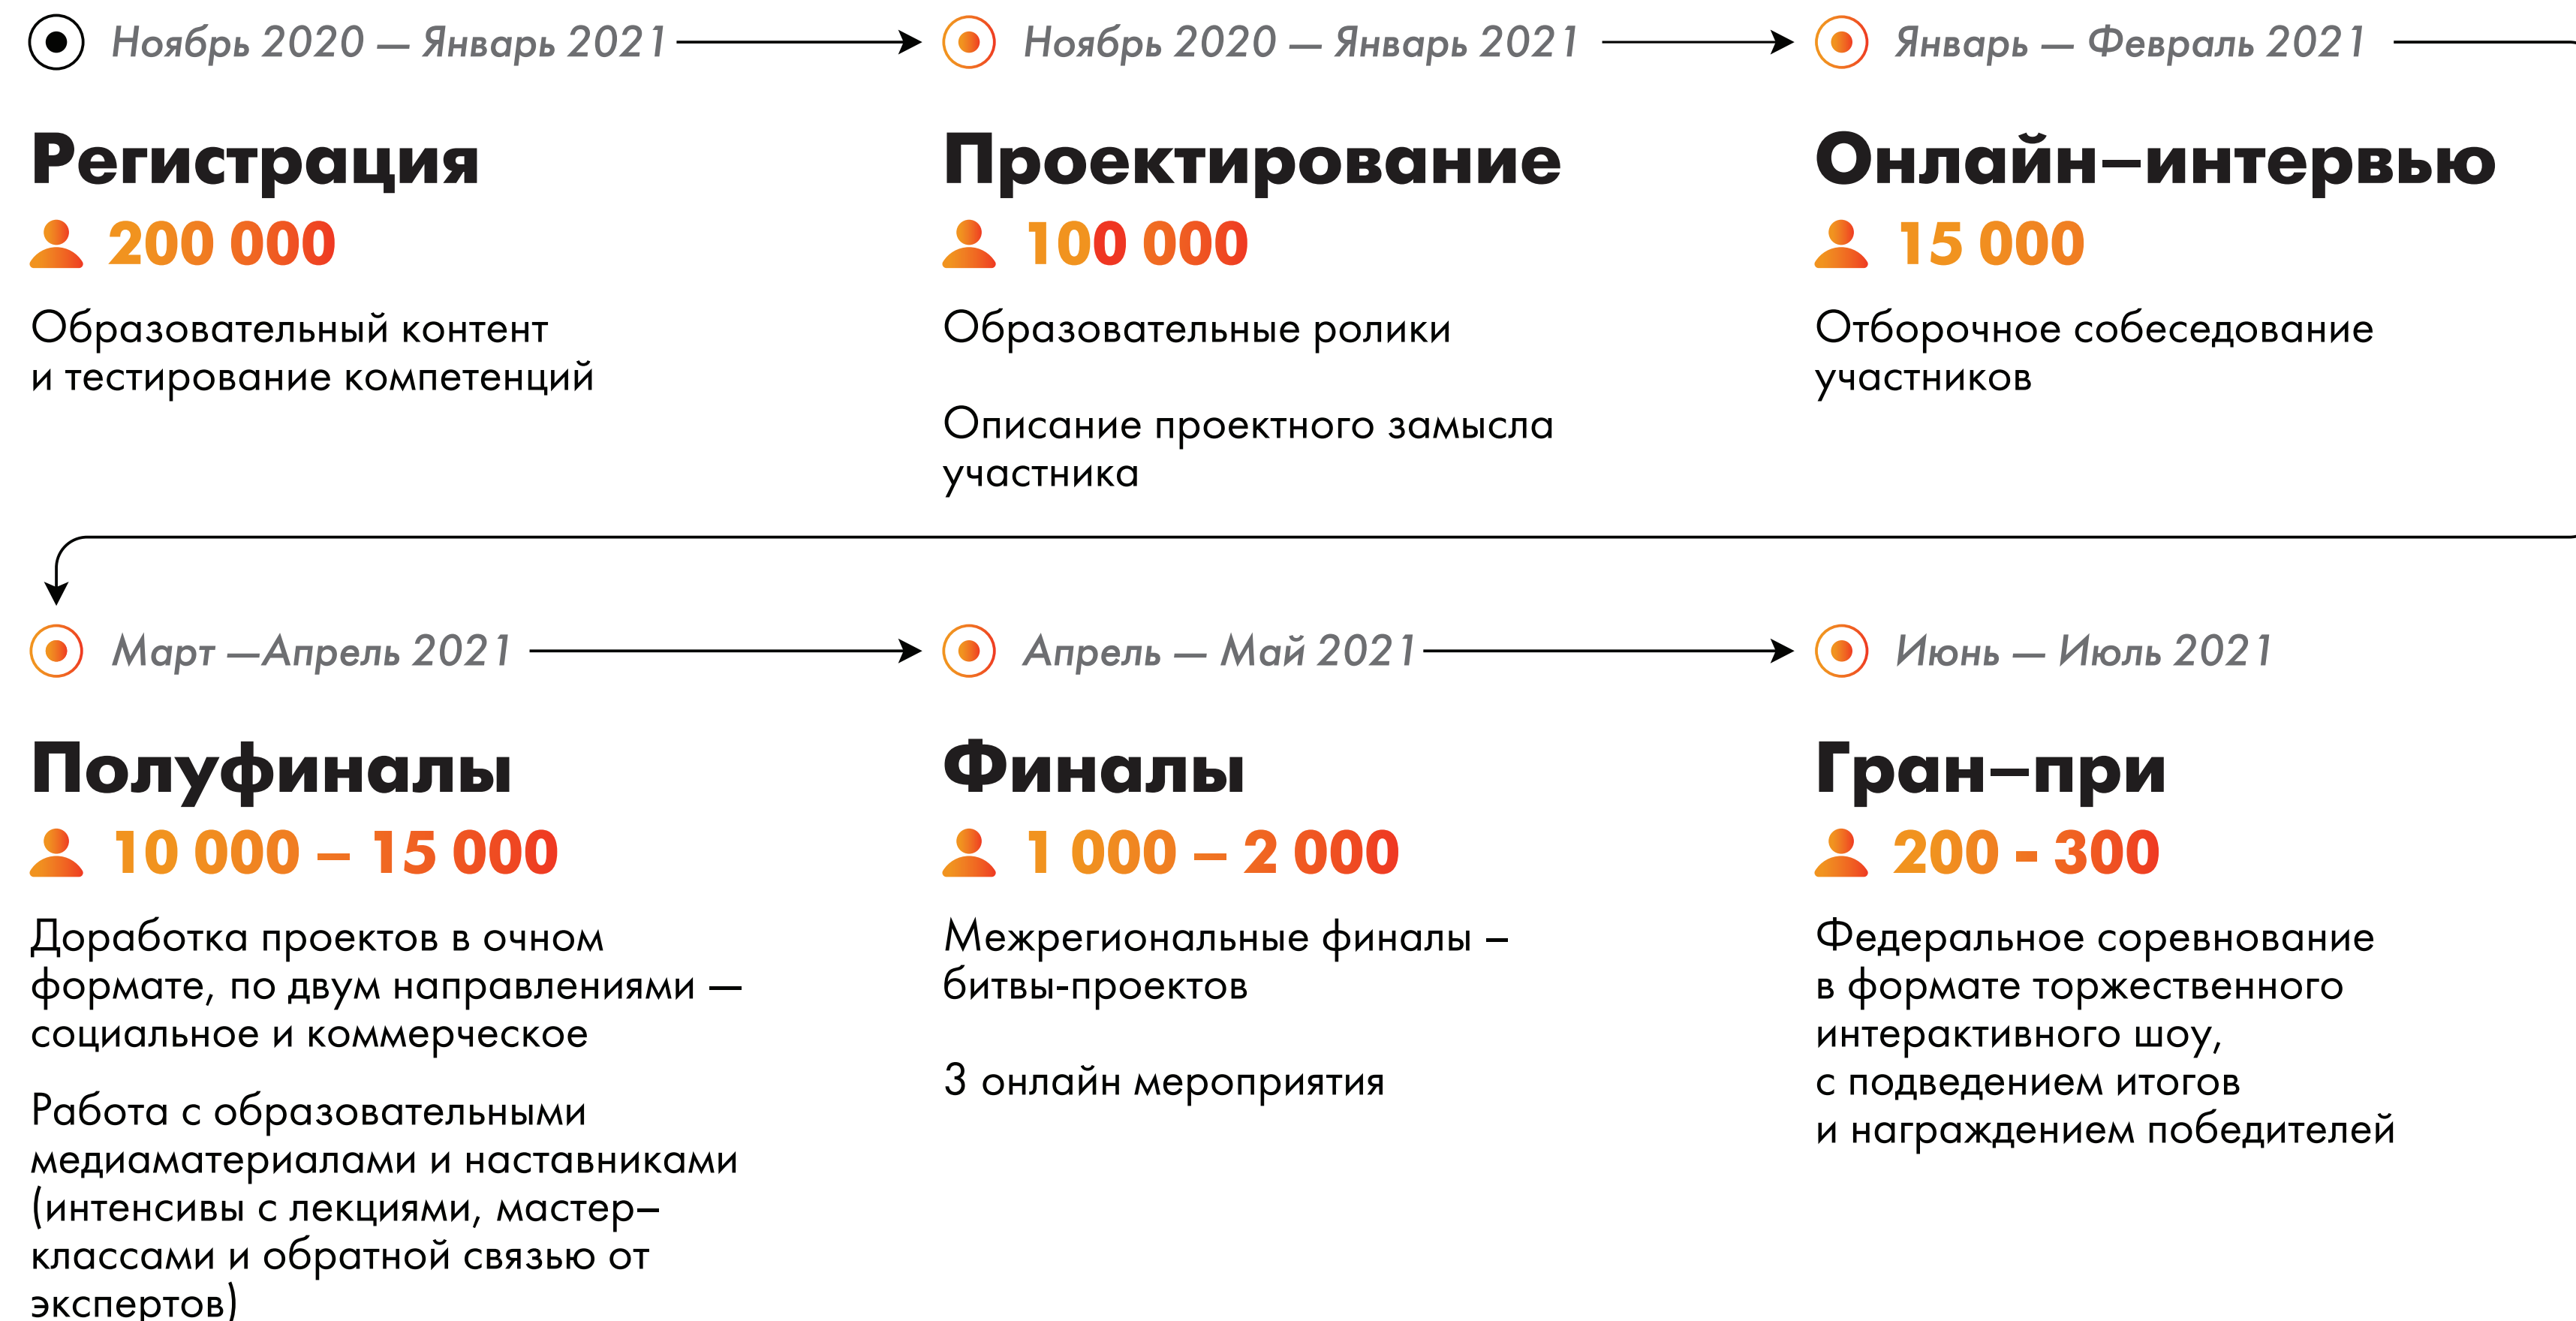 Ноябрь 2020 — Январь 2021
Регистрация
200 000
Образовательный контент
и тестирование компетенций
Ноябрь 2020 — Январь 2021
Проектирование
100 000
Образовательные ролики
Описание проектного замысла
участника
Январь — Февраль 2021
Онлайн–интервью
15 000
Отборочное собеседование
участников
Март —Апрель 2021
Полуфиналы
10 000 – 15 000
Доработка проектов в очном
формате, по двум направлениями —
социальное и коммерческое
Работа с образовательными
медиаматериалами и наставниками
(интенсивы с лекциями, мастер–
классами и обратной связью от
экспертов)
Апрель — Май 2021
Финалы
1 000 – 2 000
Межрегиональные финалы –
битвы-проектов
3 онлайн мероприятия
Июнь — Июль 2021
Гран–при
200 - 300
Федеральное соревнование
в формате торжественного
интерактивного шоу,
с подведением итогов
и награждением победителей